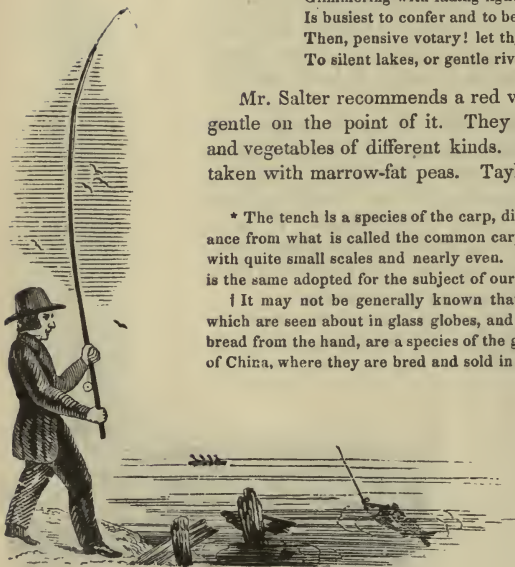 Is busiest to confer and to be
Then, pensive votary! let th
To silent lakes, or gentle riv
Mr. Salter recommends a red v
gentle on the point of it. They
and vegetables of different kinds.
taken with marrow-fat peas. Tayl
* The tench is a species of the carp, di
ance from what is called the common car
with quite small scales and nearly even.
is the same adopted for the subject of our
† It may not be generally known that
which are seen about in glass globes, and
bread from the hand, are a species of the g
of China, where they are bred and sold in